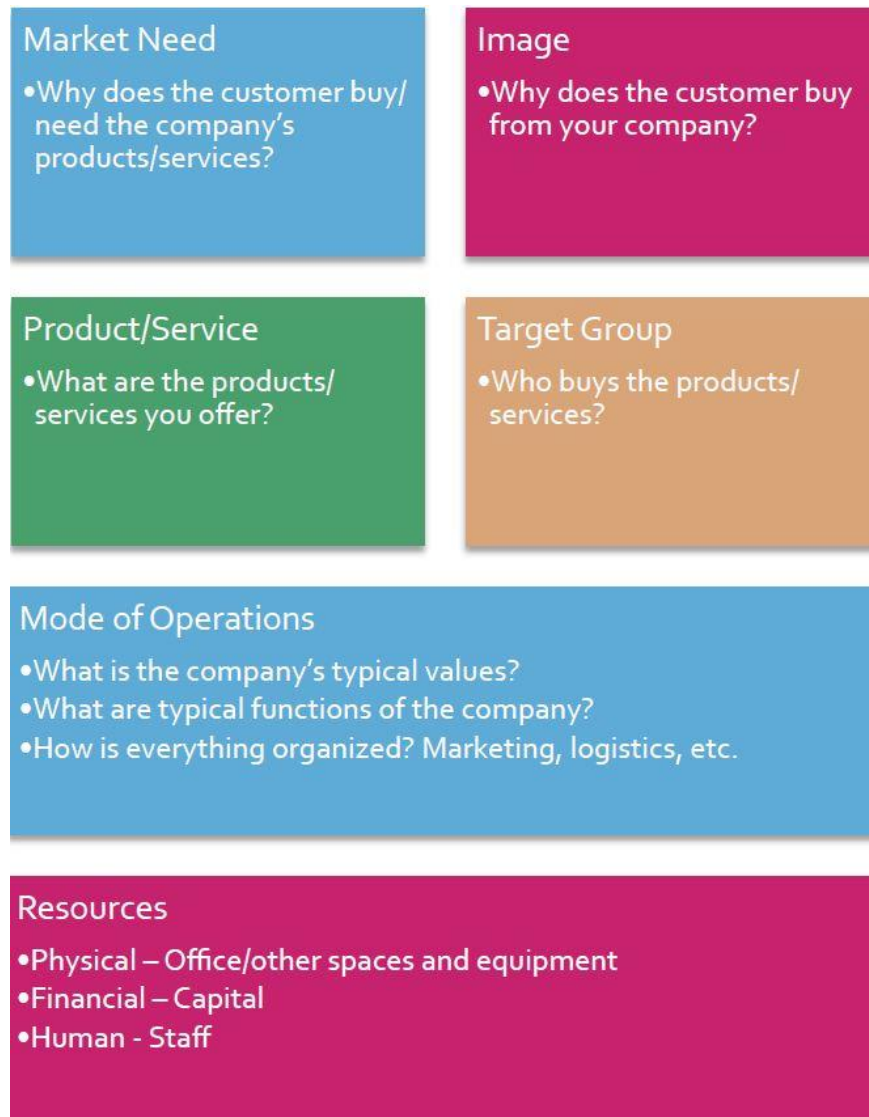 Market Need
•Why does the customer buy/
need the company’s
products/services?
Image
•Why does the customer buy
from your company?
Product/Service
•What are the products/
services you offer?
Target Group
•Who buys the products/
services?
Mode of Operations
•What is the company’s typical values?
•What are typical functions of the company?
•How is everything organized? Marketing, logistics, etc.
Resources
•Physical – Office/other spaces and equipment
•Financial – Capital
•Human - Staff